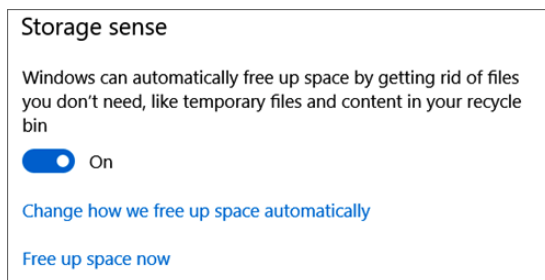 Storage sense
Windows can automatically free up space by getting rid of files
you don’t need, like temporary files and content in your recycle
bin
On
Change how we free up space automatically
Free up space now